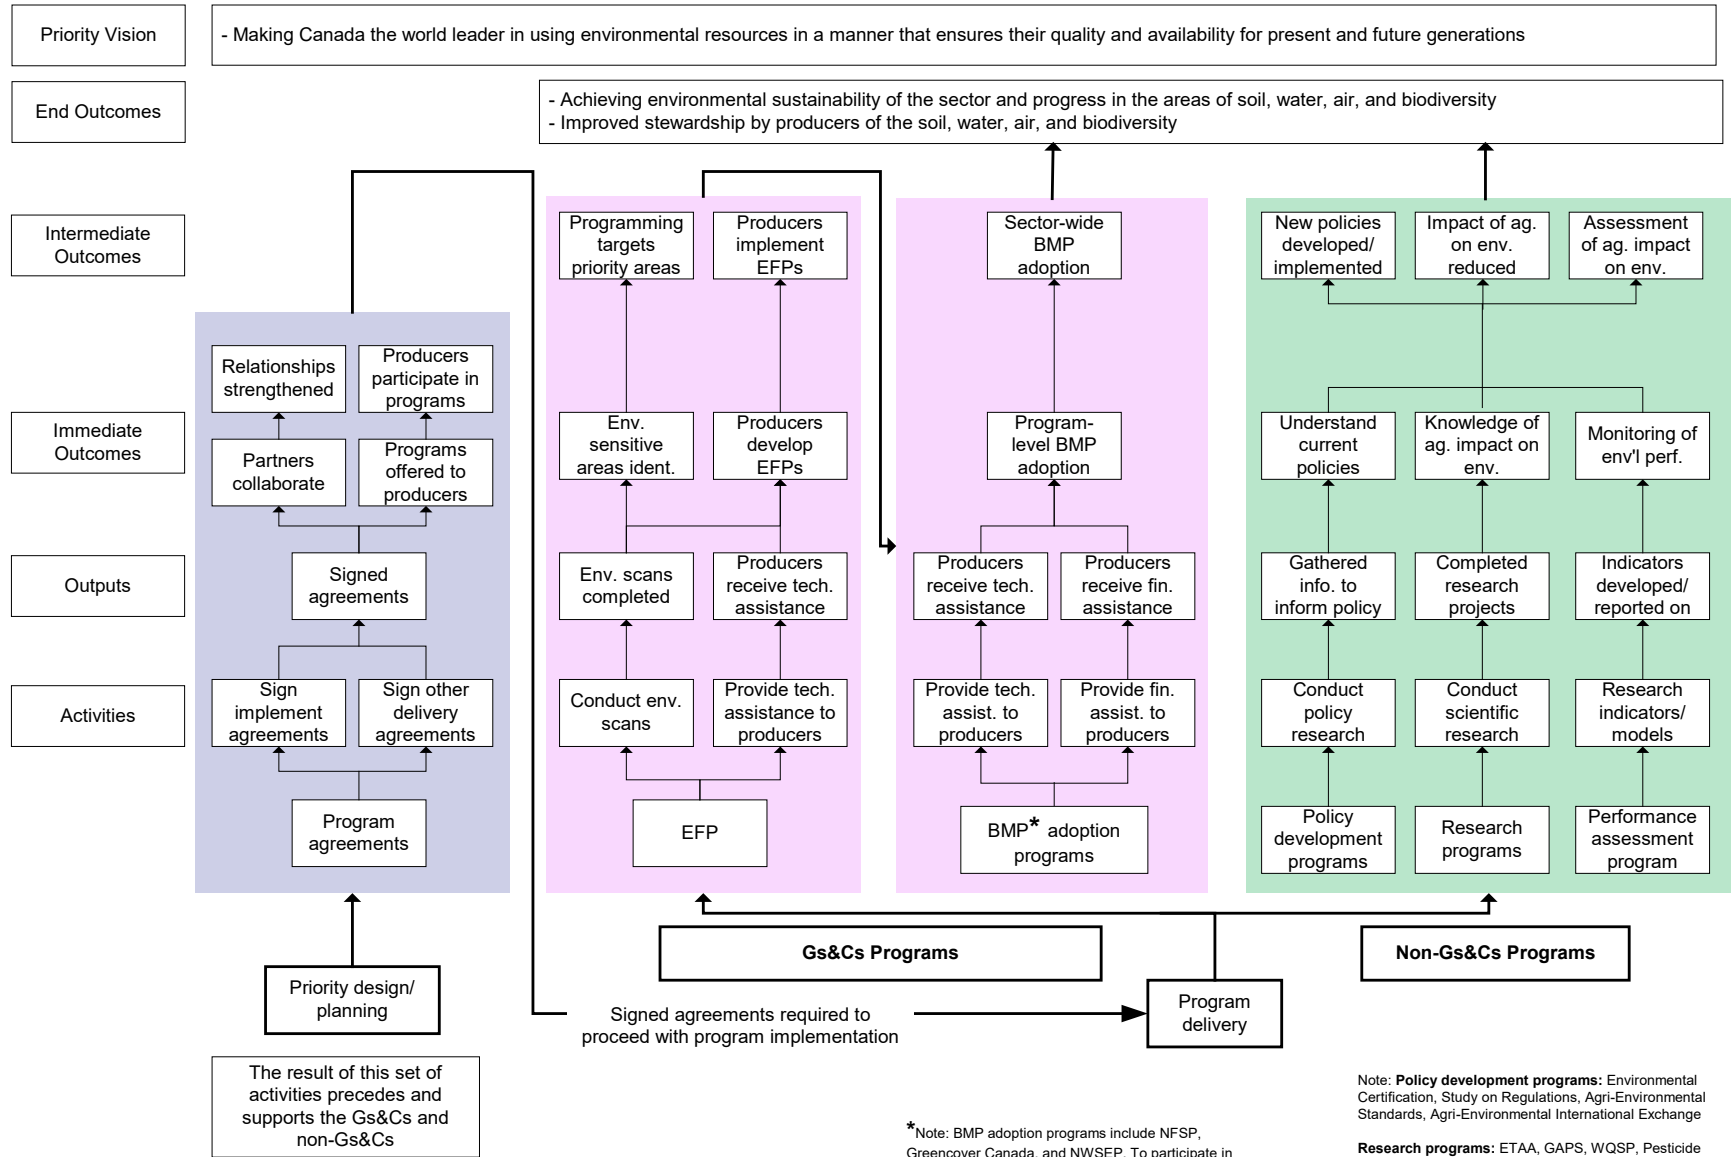 Priority Vision
- Making Canada the world leader in using environmental resources in a manner that ensures their quality and availability for present and future generations
End Outcomes
- Achieving environmental sustainability of the sector and progress in the areas of soil, water, air, and biodiversity
- Improved stewardship by producers of the soil, water, air, and biodiversity
Intermediate
Outcomes
Programming
targets
priority areas
Producers
implement
EFPs
Sector-wide
BMP
adoption
New policies
developed/
implemented
Impact of ag.
on env.
reduced
Assessment
of ag. impact
on env.
Relationships
strengthened
Producers
participate in
programs
Immediate
Outcomes
Partners
collaborate
Programs
offered to
producers
Env.
sensitive
areas ident.
Producers
develop
EFPs
Program-
level BMP
adoption
Understand
current
policies
Knowledge of
ag. impact on
env.
Monitoring of
env'l perf.
Outputs
Signed
agreements
Env. scans
completed
Producers
receive tech.
assistance
Producers
receive tech.
assistance
Producers
receive fin.
assistance
Gathered
info. to
inform policy
Completed
research
projects
Indicators
developed/
reported on
Activities
Sign
implement
agreements
Sign other
delivery
agreements
Conduct env.
scans
Provide tech.
assistance to
producers
Provide tech.
assist. to
producers
Provide fin.
assist. to
producers
Conduct
policy
research
Conduct
scientific
research
Research
indicators/
models
Program
agreements
EFP
BMP* adoption
programs
Policy
development
programs
Research
programs
Performance
assessment
program
Gs&Cs Programs
Non-Gs&Cs Programs
Priority design/
planning
Signed agreements required to
proceed with program implementation
Program
delivery
The result of this set of
activities precedes and
supports the Gs&Cs and
non-Gs&Cs
*Note: BMP adoption programs include NFSP,
Greencover Canada, and NWSEP. To participate in
Note: Policy development programs: Environmental
Certification, Study on Regulations, Agri-Environmental
Standards, Agri-Environmental International Exchange
Research programs: ETAA, GAPS, WQSP, Pesticide